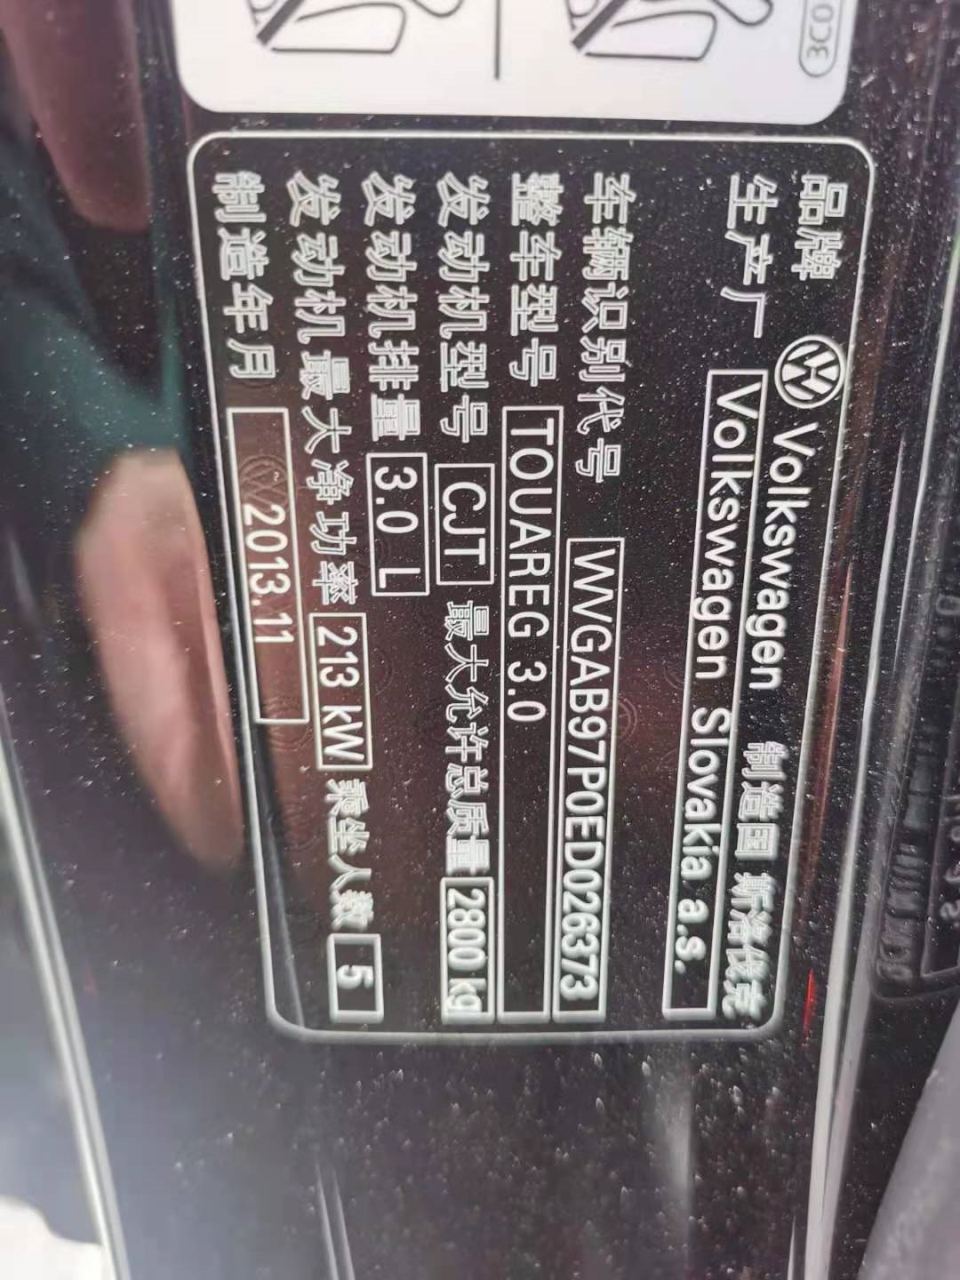 3C0
品牌 Volkswagen 制造国 斯洛伐克
生产厂 Volkswagen Slovakia a.s.
车辆识别代号 WVGAB97P0ED026373
整车型号 TOUAREG 3.0
发动机型号 CJT 最大允许总质量 2800 kg
发动机排量 3.0 L
发动机最大净功率 213 kW 乘坐人数 5
制造年月 2013.11